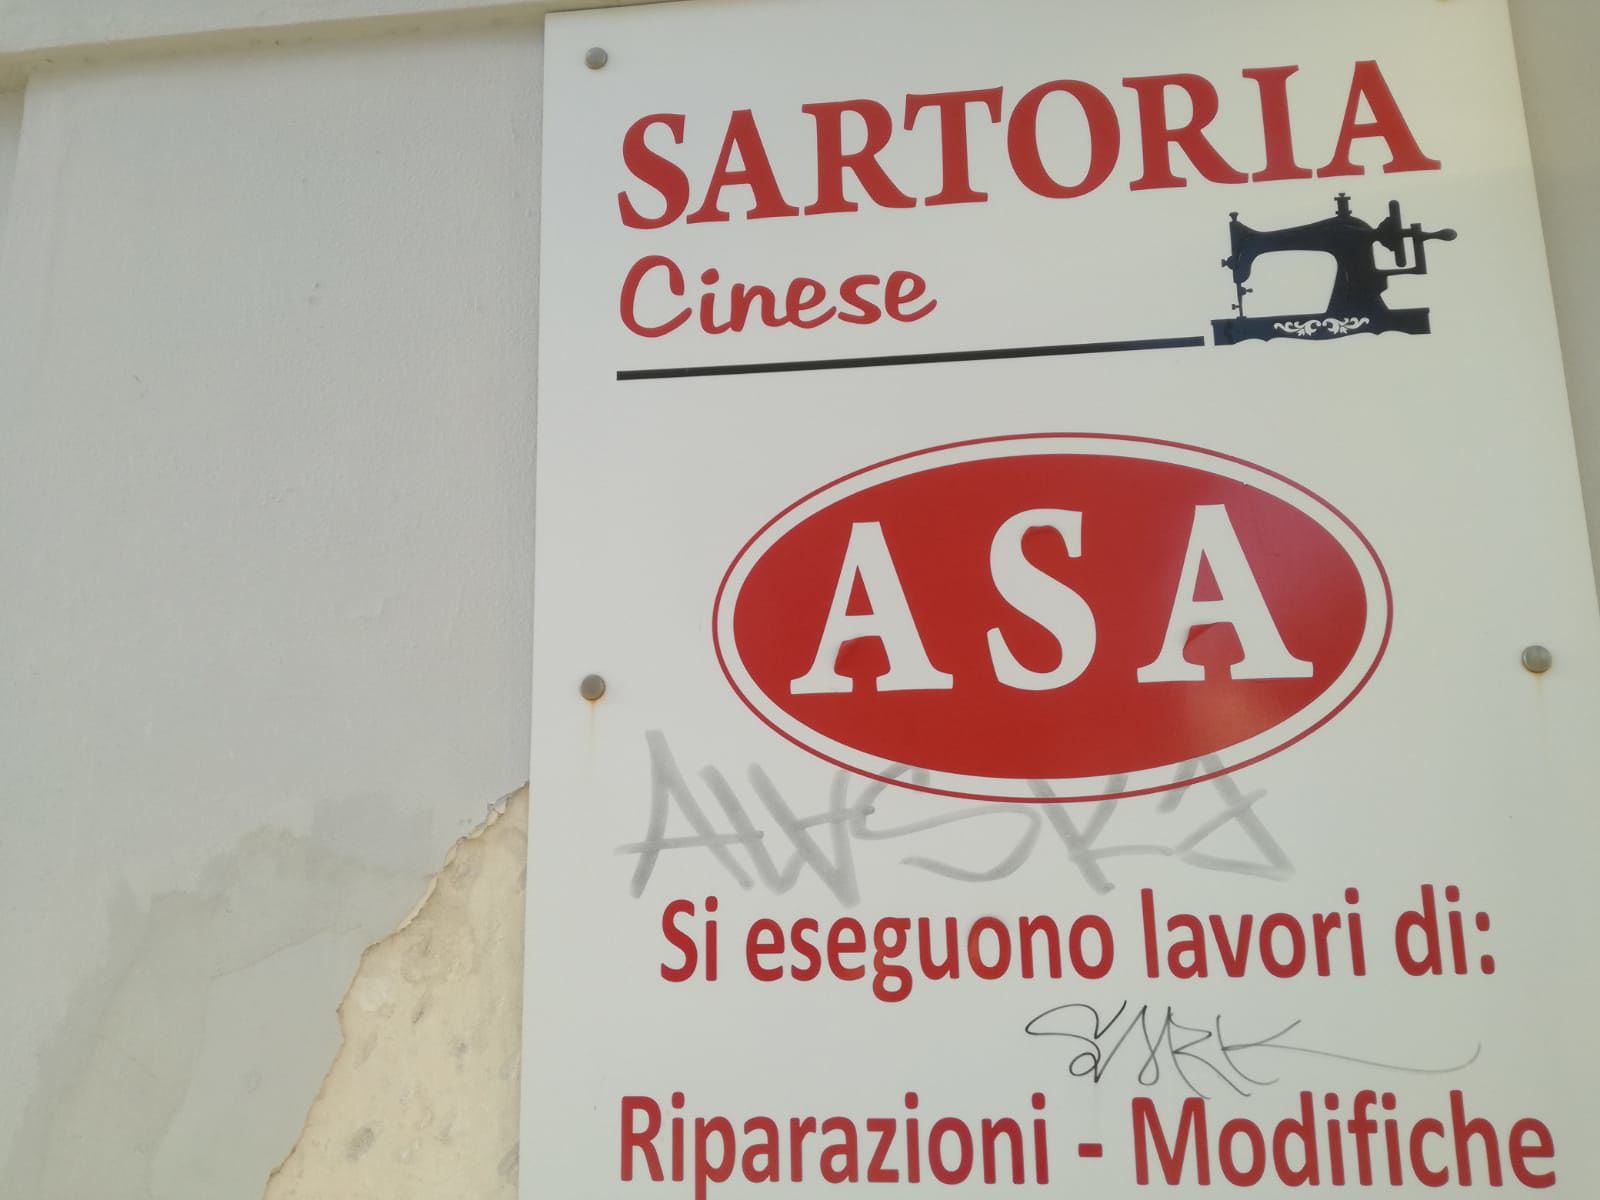 SARTORIA
Cinese
ASA
Si eseguono lavori di:
Riparazioni - Modifiche